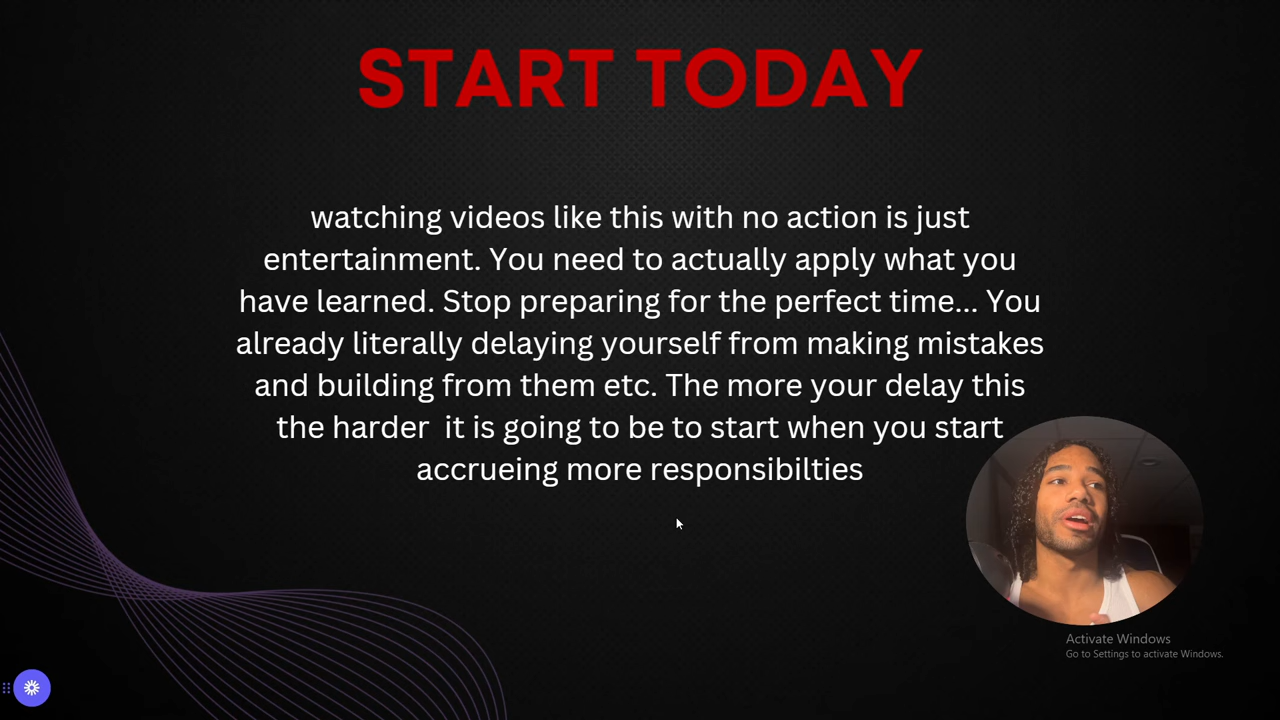 START TODAY
watching videos like this with no action is just
entertainment. You need to actually apply what you
have learned. Stop preparing for the perfect time... You
already literally delaying yourself from making mistakes
and building from them etc. The more your delay this
the harder  it is going to be to start when you start
accrueing more responsibilties
Activate Windows
Go to Settings to activate Windows.